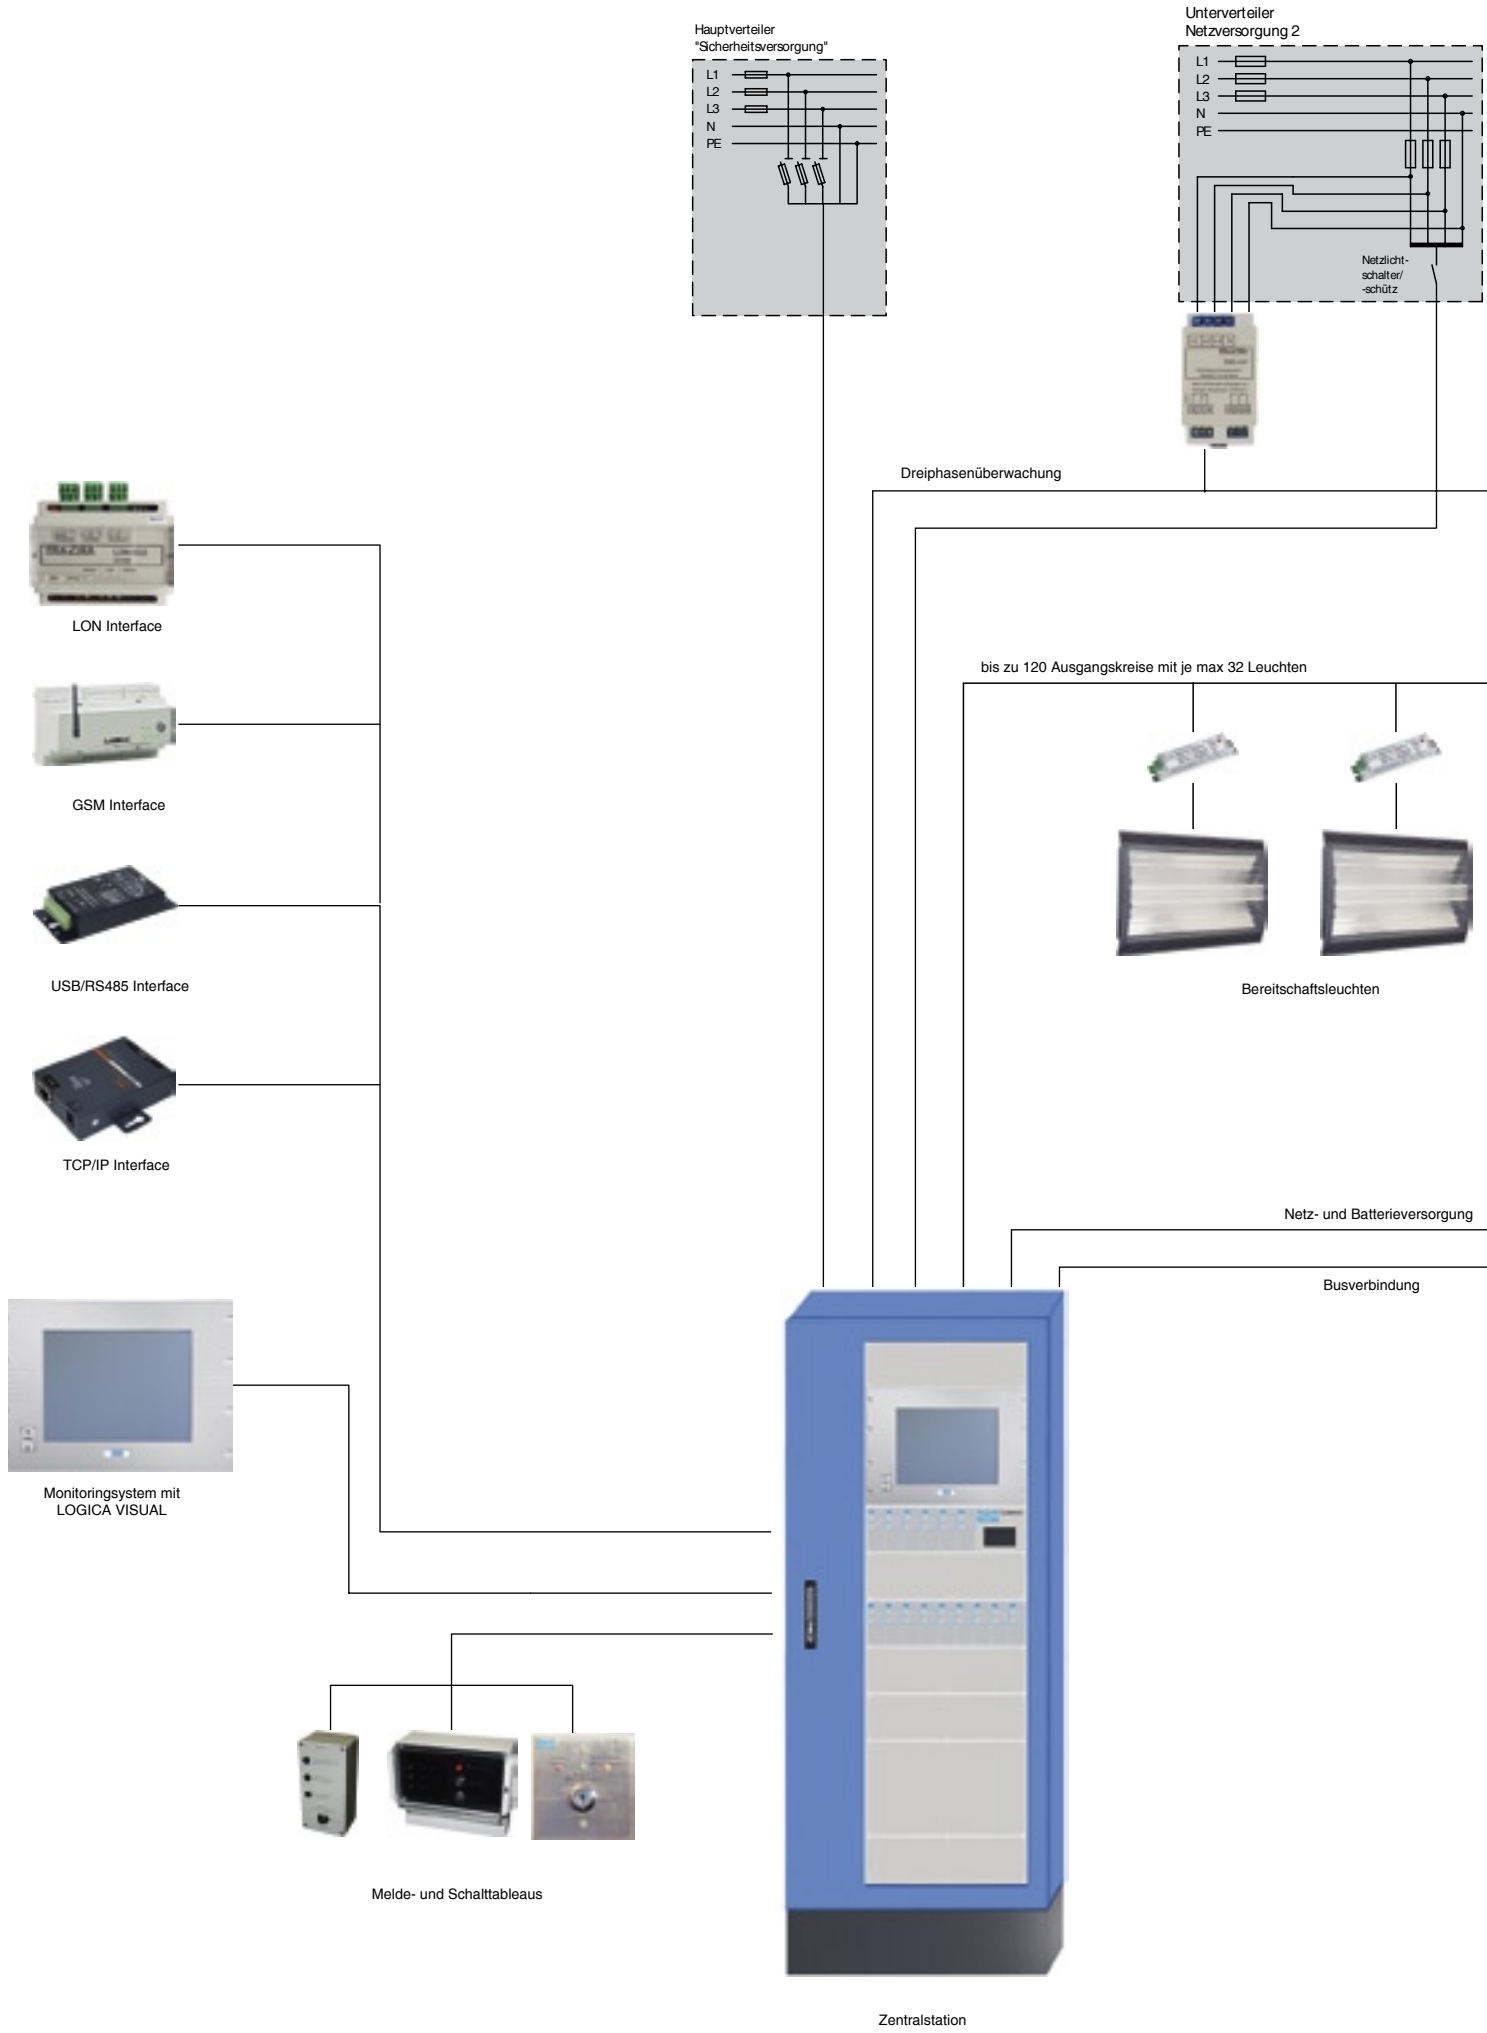 Hauptverteiler
"Sicherheitsversorgung"
L1
L2
L3
N
PE
Unterverteiler
Netzversorgung 2
L1
L2
L3
N
PE
Netzlicht-
schalter/
-schütz
Dreiphasenüberwachung
LON Interface
GSM Interface
USB/RS485 Interface
TCP/IP Interface
bis zu 120 Ausgangskreise mit je max 32 Leuchten
Bereitschaftsleuchten
Netz- und Batterieversorgung
Busverbindung
Monitoringsystem mit
LOGICA VISUAL
Melde- und Schalttableaus
Zentralstation